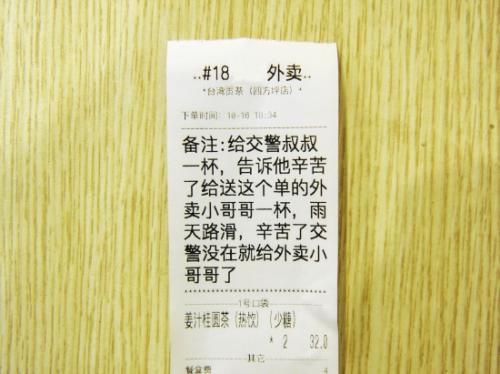 ..#18 外卖..
*台湾贡茶（四方坪店）*
下单时间: 10-16 10:34
备注:给交警叔叔
一杯，告诉他辛苦
了给送这个单的外
卖小哥哥一杯，雨
天路滑，辛苦了交
警没在就给外卖小
哥哥了
1号口袋
姜汁桂圆茶（热饮）（少糖）
* 2 32.0
其它
餐盒费 4